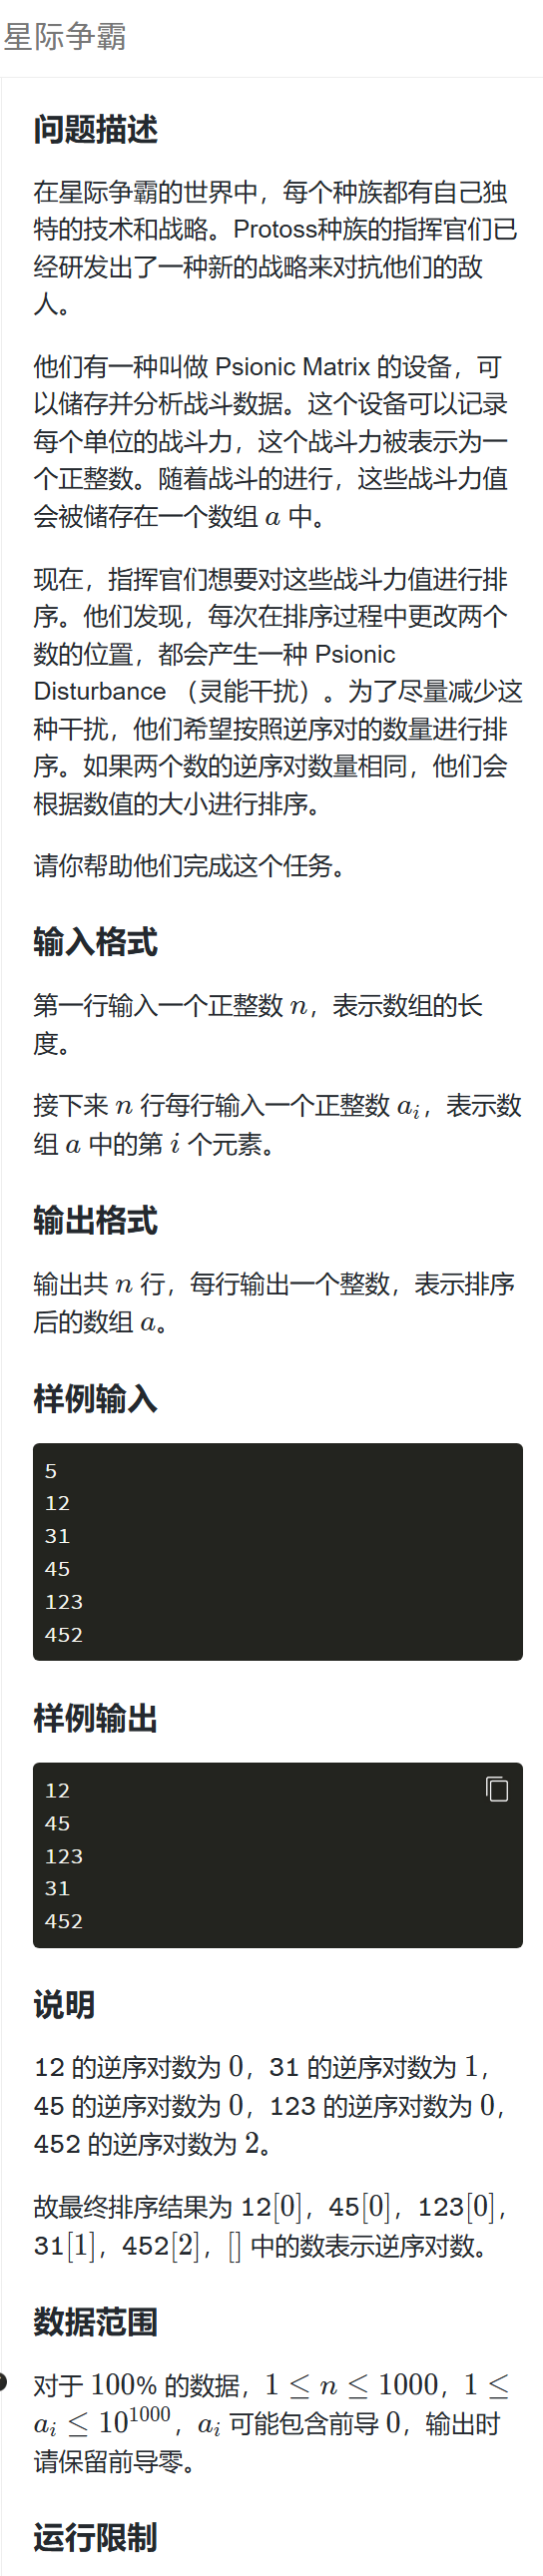 星际争霸
问题描述
在星际争霸的世界中，每个种族都有自己独
特的技术和战略。Protoss种族的指挥官们已
经研发出了一种新的战略来对抗他们的敌
人。
他们有一种叫做 Psionic Matrix 的设备，可
以储存并分析战斗数据。这个设备可以记录
每个单位的战斗力，这个战斗力被表示为一
个正整数。随着战斗的进行，这些战斗力值
会被储存在一个数组 a 中。
现在，指挥官们想要对这些战斗力值进行排
序。他们发现，每次在排序过程中更改两个
数的位置，都会产生一种 Psionic
Disturbance （灵能干扰）。为了尽量减少这
种干扰，他们希望按照逆序对的数量进行排
序。如果两个数的逆序对数量相同，他们会
根据数值的大小进行排序。
请你帮助他们完成这个任务。
输入格式
第一行输入一个正整数 n，表示数组的长
度。
接下来 n 行每行输入一个正整数 aᵢ，表示数
组 a 中的第 i 个元素。
输出格式
输出共 n 行，每行输出一个整数，表示排序
后的数组 a。
样例输入
5
12
31
45
123
452
样例输出
12
45
123
31
452
说明
12 的逆序对数为 0，31 的逆序对数为 1，
45 的逆序对数为 0，123 的逆序对数为 0，
452 的逆序对数为 2。
故最终排序结果为 12[0]，45[0]，123[0]，
31[1]，452[2]，[] 中的数表示逆序对数。
数据范围
对于 100% 的数据，1 ≤ n ≤ 1000，1 ≤
aᵢ ≤ 10¹⁰⁰⁰，aᵢ 可能包含前导 0，输出时
请保留前导零。
运行限制